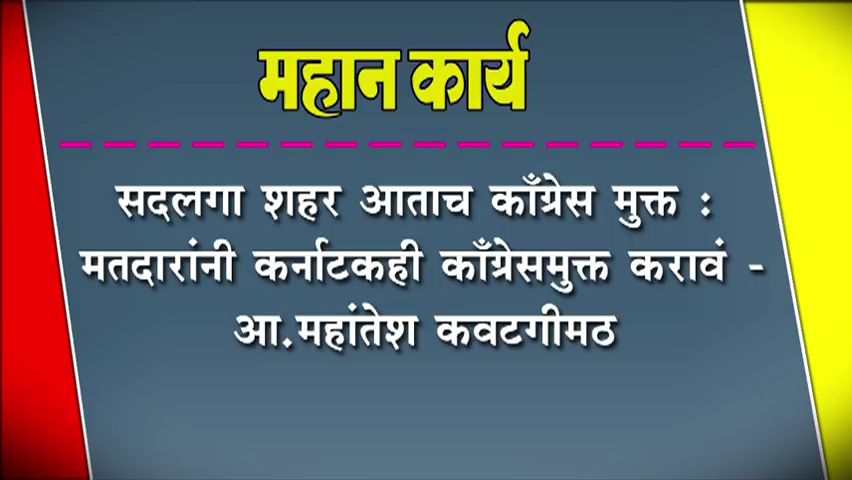 महान कार्य
सदलगा शहर आताच काँग्रेस मुक्त :
मतदारांनी कर्नाटकही काँग्रेसमुक्त करावं -
आ.महांतेश कवटगीमठ